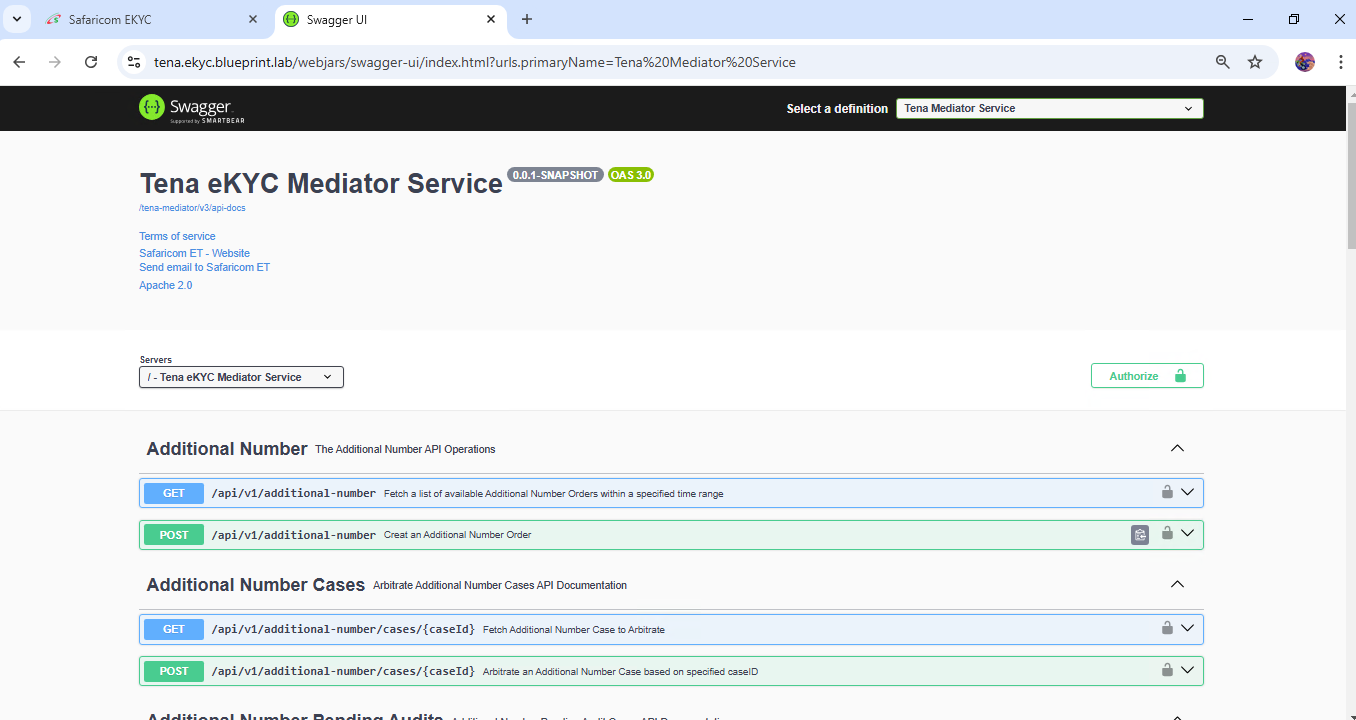 Safaricom EKYC
Swagger UI
tena.ekyc.blueprint.lab/webjars/swagger-ui/index.html?urls.primaryName=Tena%20Mediator%20Service
Swagger.
Supported by SMARTBEAR
Select a definition
Tena Mediator Service
Tena eKYC Mediator Service 0.0.1-SNAPSHOT OAS 3.0
/tena-mediator/v3/api-docs
Terms of service
Safaricom ET - Website
Send email to Safaricom ET
Apache 2.0
Servers
/ - Tena eKYC Mediator Service
Authorize
Additional Number The Additional Number API Operations
GET /api/v1/additional-number Fetch a list of available Additional Number Orders within a specified time range
POST /api/v1/additional-number Creat an Additional Number Order
Additional Number Cases Arbitrate Additional Number Cases API Documentation
GET /api/v1/additional-number/cases/{caseId} Fetch Additional Number Case to Arbitrate
POST /api/v1/additional-number/cases/{caseId} Arbitrate an Additional Number Case based on specified caseID
Additional Number Pending Audits